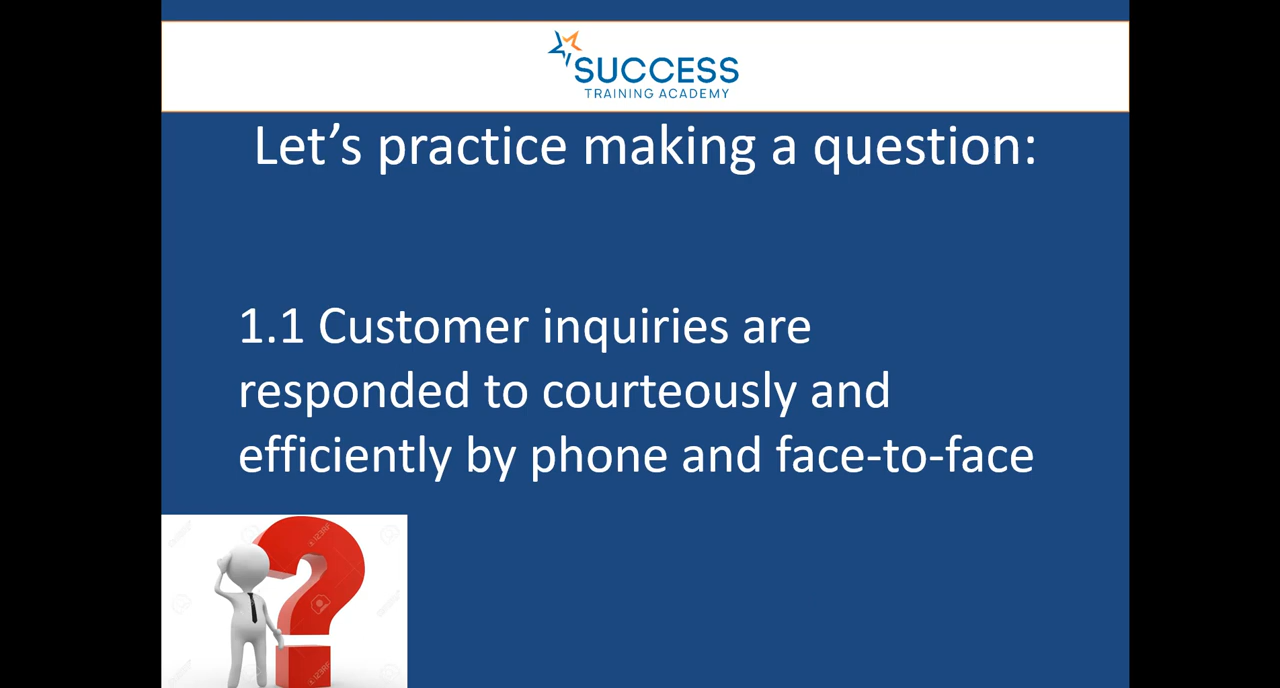 SUCCESS
TRAINING ACADEMY
Let’s practice making a question:
1.1 Customer inquiries are
responded to courteously and
efficiently by phone and face-to-face